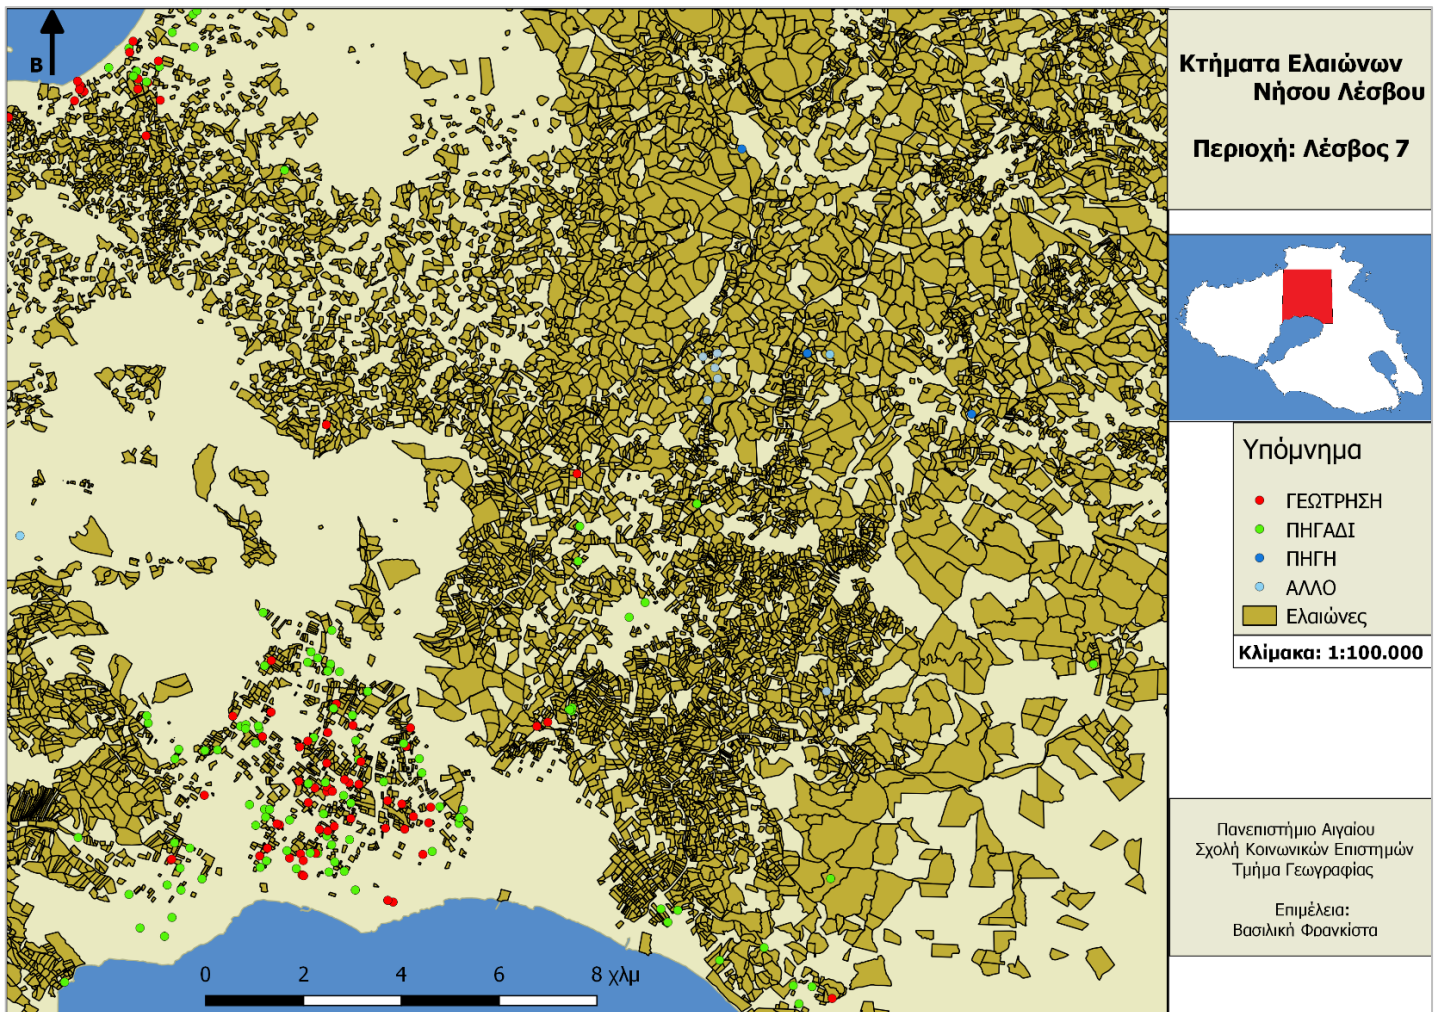 Β
Κτήματα Ελαιώνων
Νήσου Λέσβου
Περιοχή: Λέσβος 7
Υπόμνημα
ΓΕΩΤΡΗΣΗ
ΠΗΓΑΔΙ
ΠΗΓΗ
ΑΛΛΟ
Ελαιώνες
Κλίμακα: 1:100.000
Πανεπιστήμιο Αιγαίου
Σχολή Κοινωνικών Επιστημών
Τμήμα Γεωγραφίας
Επιμέλεια:
Βασιλική Φρανκίστα
0 2 4 6 8 χλμ